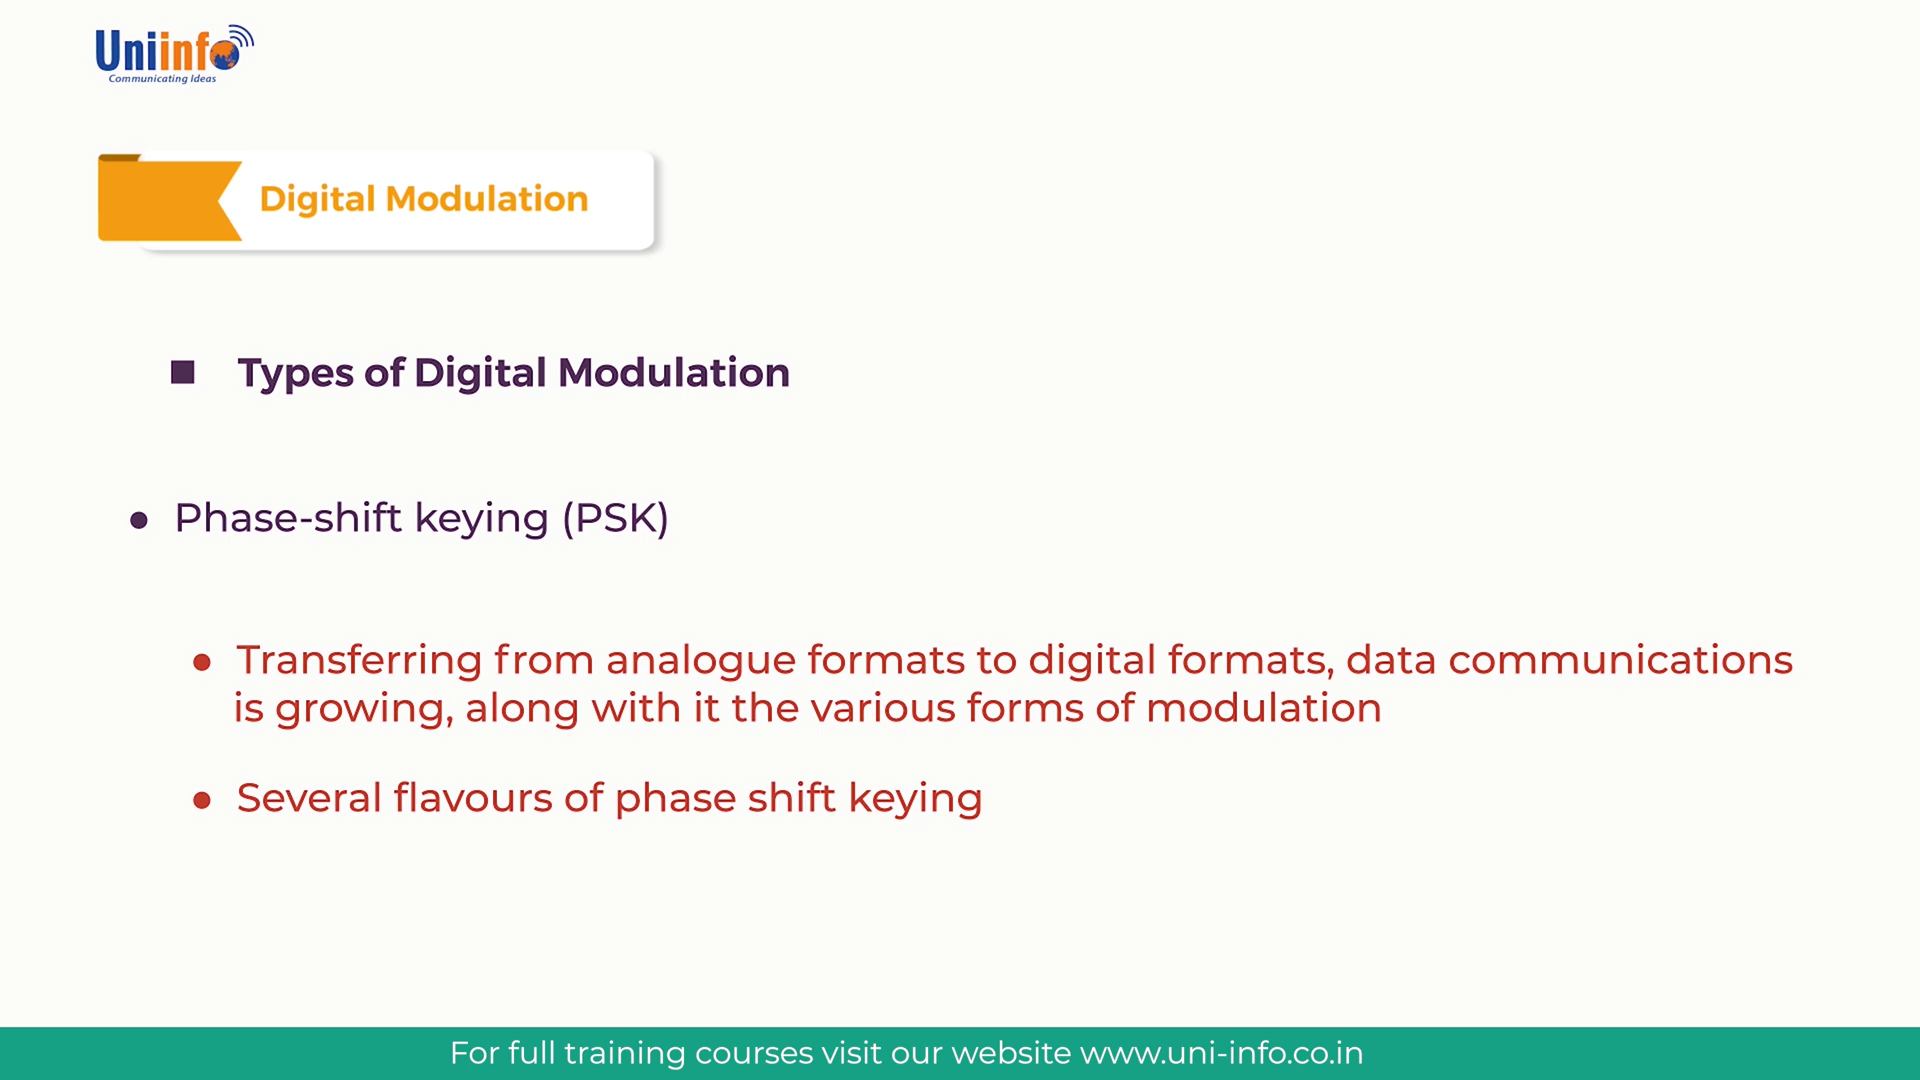 Uniinfo
Communicating Ideas
Digital Modulation
Types of Digital Modulation
Phase-shift keying (PSK)
Transferring from analogue formats to digital formats, data communications
is growing, along with it the various forms of modulation
Several flavours of phase shift keying
For full training courses visit our website www.uni-info.co.in